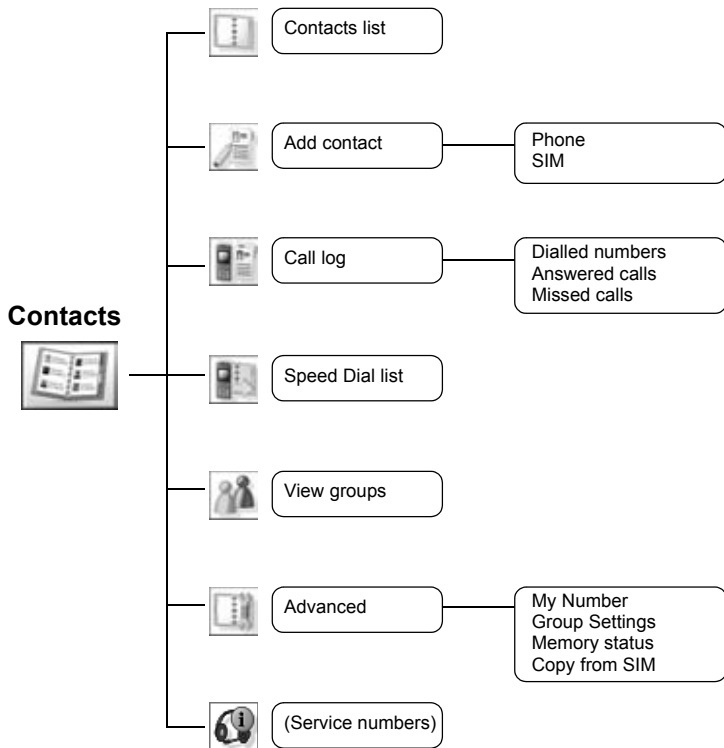 Contacts list
Add contact
Phone
SIM
Call log
Dialled numbers
Answered calls
Missed calls
Contacts
Speed Dial list
View groups
Advanced
My Number
Group Settings
Memory status
Copy from SIM
(Service numbers)